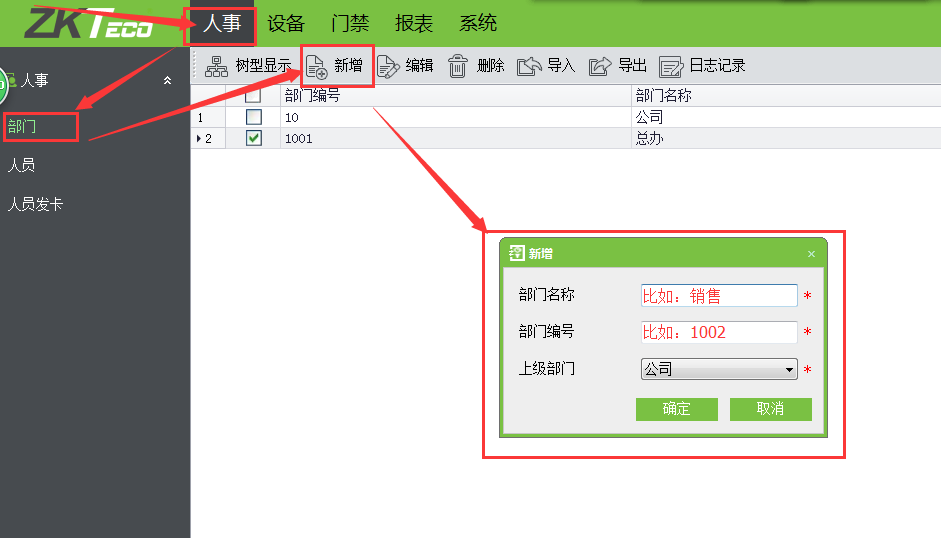 ZKTeco 人事 设备 门禁 报表 系统
人事
部门
人员
人员发卡
树型显示 新增 编辑 删除 导入 导出 日志记录
部门编号 部门名称
1 10 公司
2 1001 总办
新增 ×
部门名称 比如：销售 *
部门编号 比如：1002 *
上级部门 公司 *
确定 取消